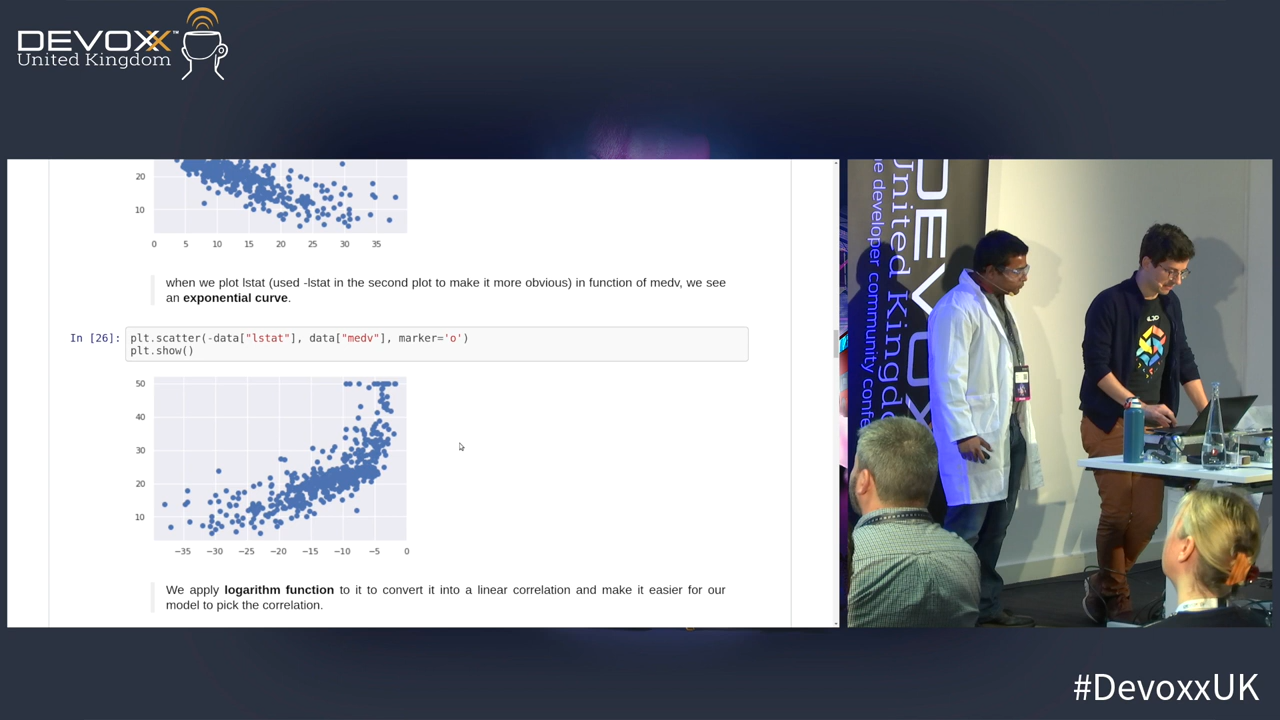 DEVOXX™
United Kingdom
20
10
0 5 10 15 20 25 30 35
when we plot lstat (used -lstat in the second plot to make it more obvious) in function of medv, we see
an exponential curve.
In [26]: plt.scatter(-data["lstat"], data["medv"], marker='o')
plt.show()
50
40
30
20
10
−35 −30 −25 −20 −15 −10 −5 0
We apply logarithm function to it to convert it into a linear correlation and make it easier for our
model to pick the correlation.
DEVOX
United Kingdo
e developer community confe
#DevoxxUK